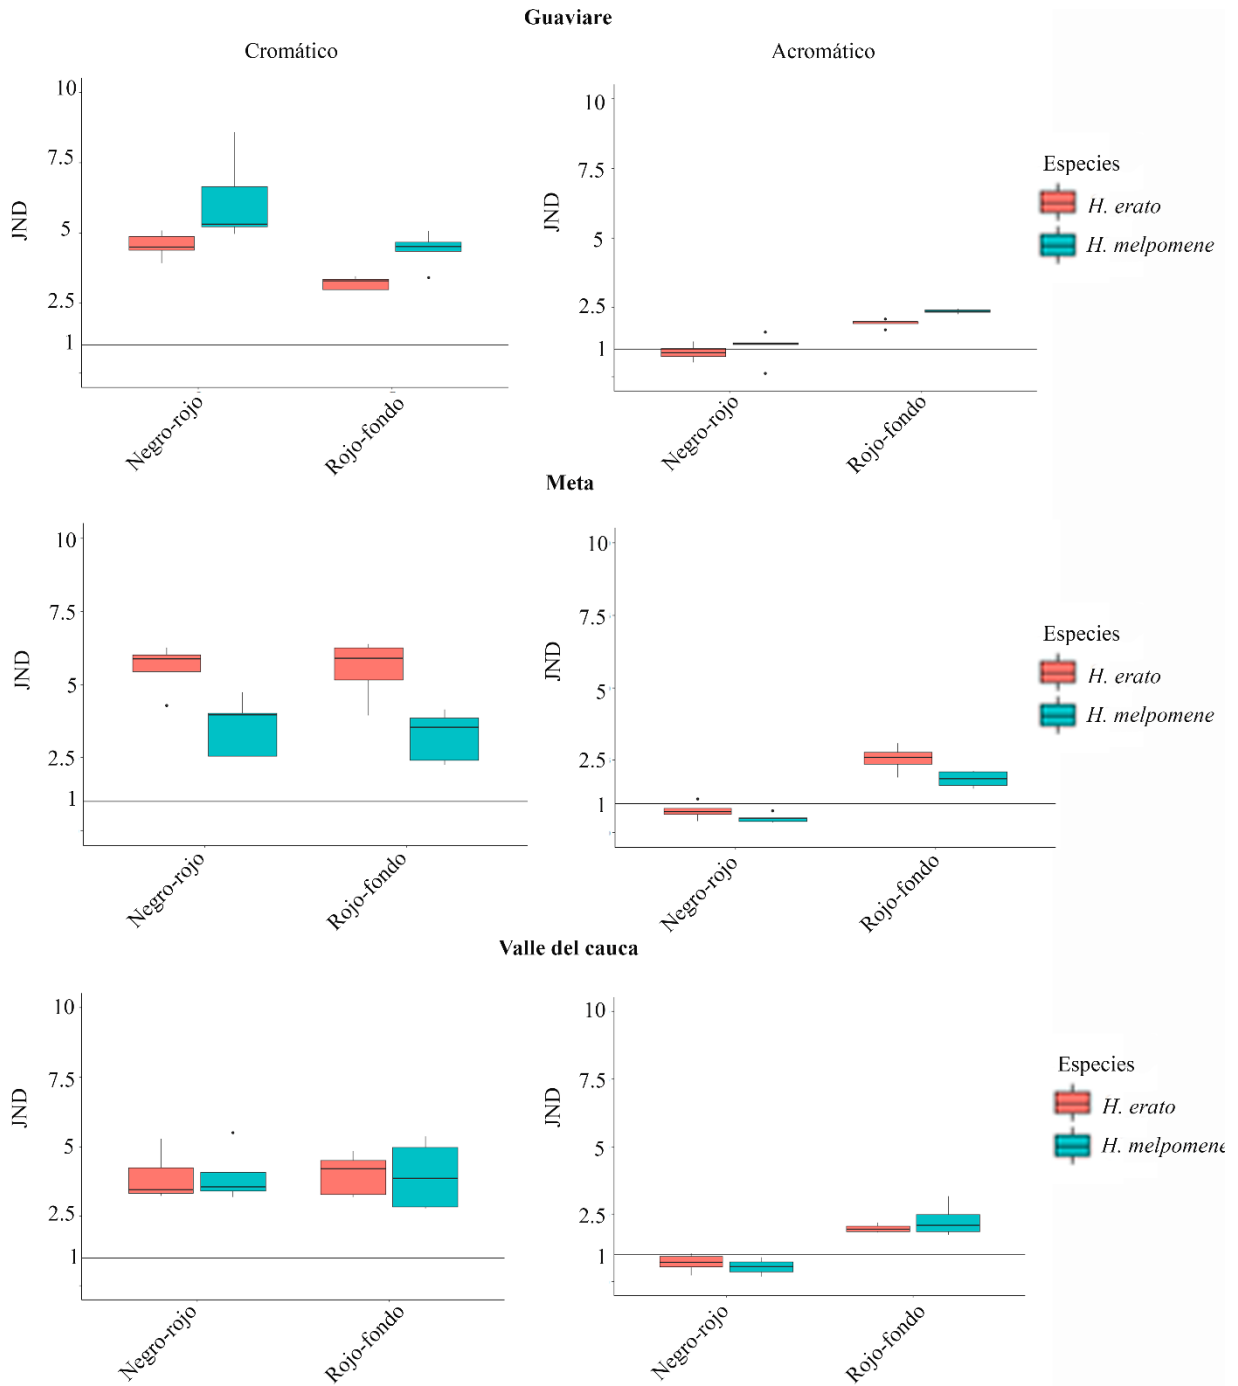 Guaviare
Cromático
Acromático
10
7.5
5
2.5
1
JND
Negro-rojo
Rojo-fondo
10
7.5
5
2.5
1
JND
Negro-rojo
Rojo-fondo
Especies
H. erato
H. melpomene
Meta
10
7.5
5
2.5
1
JND
Negro-rojo
Rojo-fondo
10
7.5
5
2.5
1
JND
Negro-rojo
Rojo-fondo
Especies
H. erato
H. melpomene
Valle del cauca
10
7.5
5
2.5
1
JND
Negro-rojo
Rojo-fondo
10
7.5
5
2.5
1
JND
Negro-rojo
Rojo-fondo
Especies
H. erato
H. melpomene